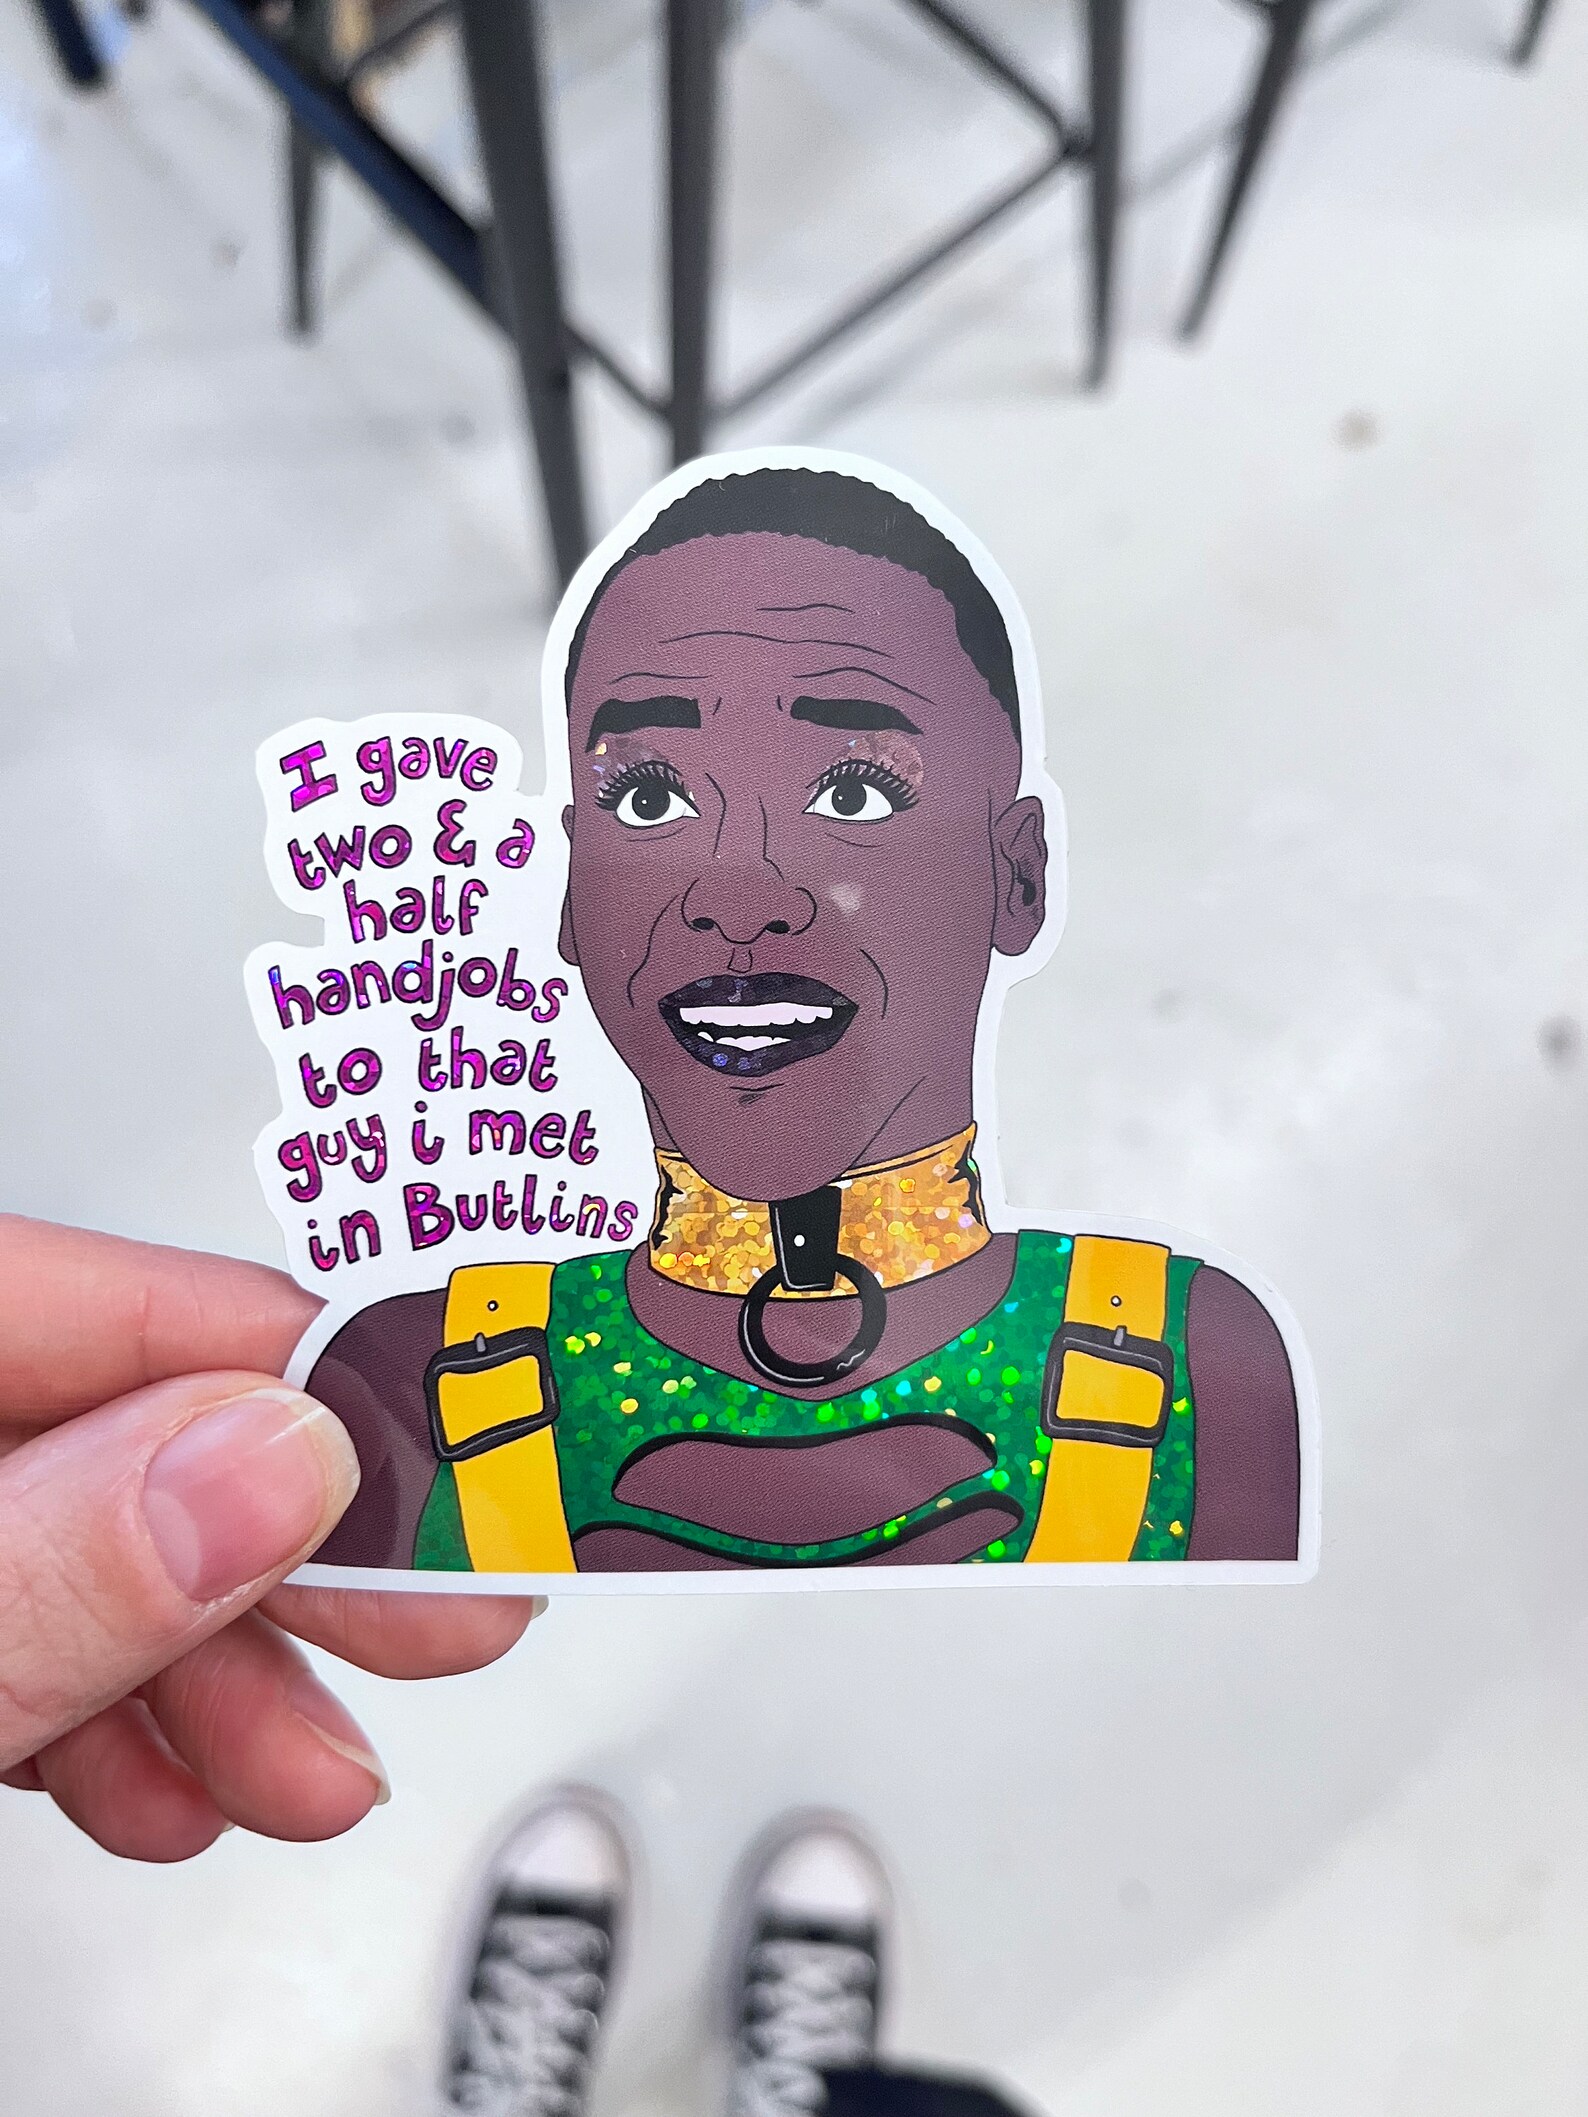 I gave
two & a
half
handjobs
to that
guy i met
in Butlins